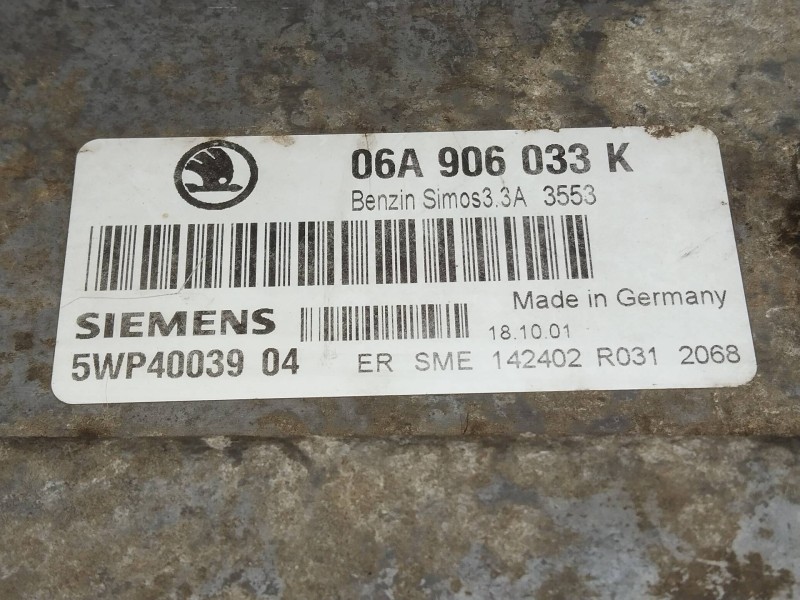 06A 906 033 K
Benzin Simos3.3A 3553
Made in Germany
SIEMENS
18.10.01
5WP40039 04 ER SME 142402 R031 2068